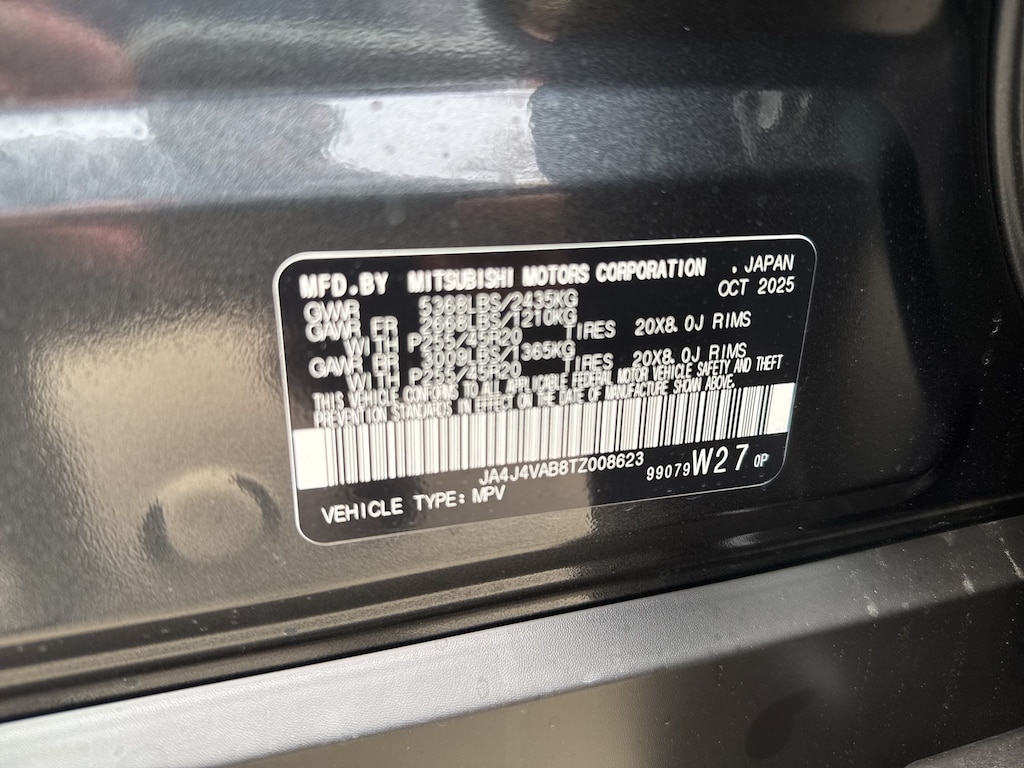 MFD.BY MITSUBISHI MOTORS CORPORATION . JAPAN
OCT 2025
GVWR 5368LBS/2435KG
GAWR FR 2668LBS/1210KG
WITH P255/45R20 TIRES 20X8.0J RIMS
GAWR RR 3009LBS/1365KG
WITH P255/45R20 TIRES 20X8.0J RIMS
THIS VEHICLE CONFORMS TO ALL APPLICABLE FEDERAL MOTOR VEHICLE SAFETY AND THEFT
PREVENTION STANDARDS IN EFFECT ON THE DATE OF MANUFACTURE SHOWN ABOVE.
JA4J4VAB8TZ008623 99079 W27 0P
VEHICLE TYPE: MPV